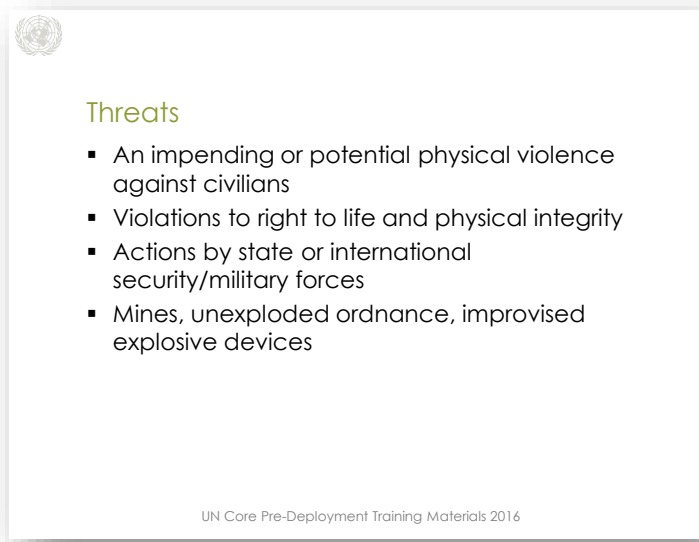 Threats
▪ An impending or potential physical violence
against civilians
▪ Violations to right to life and physical integrity
▪ Actions by state or international
security/military forces
▪ Mines, unexploded ordnance, improvised
explosive devices
UN Core Pre-Deployment Training Materials 2016